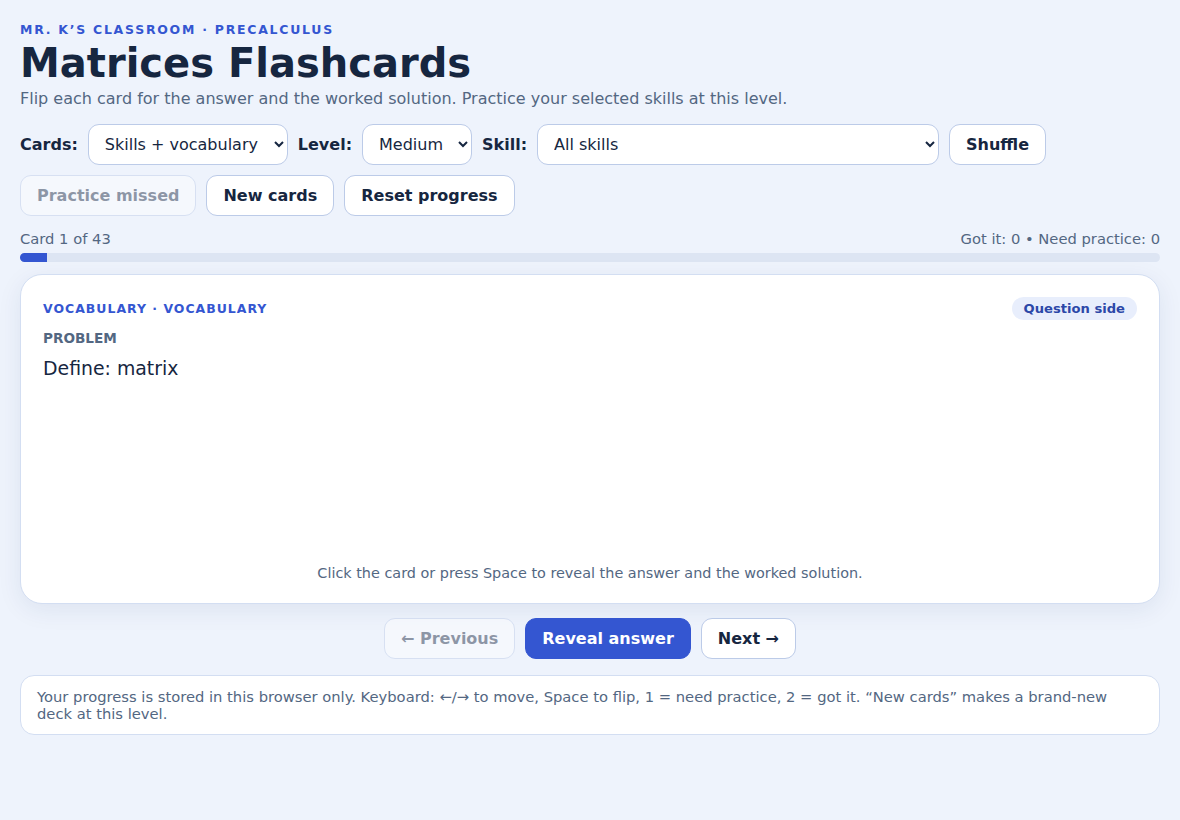 MR. K’S CLASSROOM · PRECALCULUS
Matrices Flashcards
Flip each card for the answer and the worked solution. Practice your selected skills at this level.
Cards: Skills + vocabulary Level: Medium Skill: All skills Shuffle
Practice missed New cards Reset progress
Card 1 of 43 Got it: 0 • Need practice: 0
VOCABULARY · VOCABULARY Question side
PROBLEM
Define: matrix
Click the card or press Space to reveal the answer and the worked solution.
← Previous Reveal answer Next →
Your progress is stored in this browser only. Keyboard: ←/→ to move, Space to flip, 1 = need practice, 2 = got it. “New cards” makes a brand-new
deck at this level.